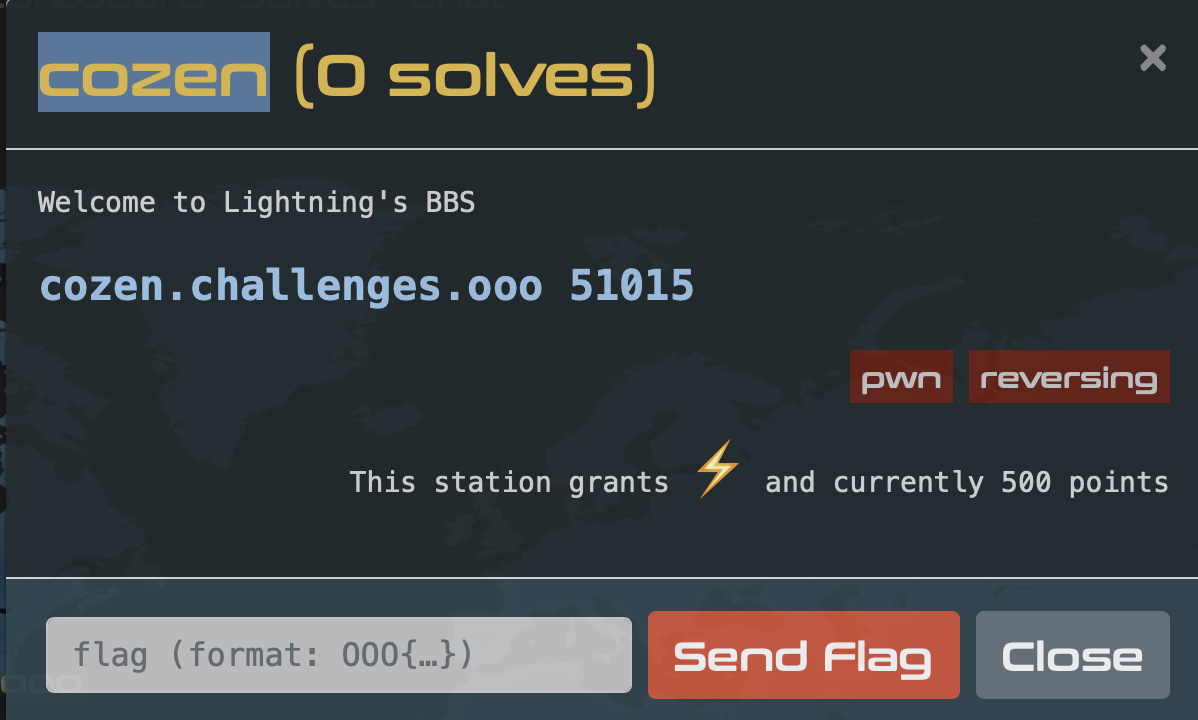 cozen (0 solves)
Welcome to Lightning's BBS
cozen.challenges.ooo 51015
pwn reversing
This station grants ⚡ and currently 500 points
flag (format: OOO{…})
Send Flag
Close